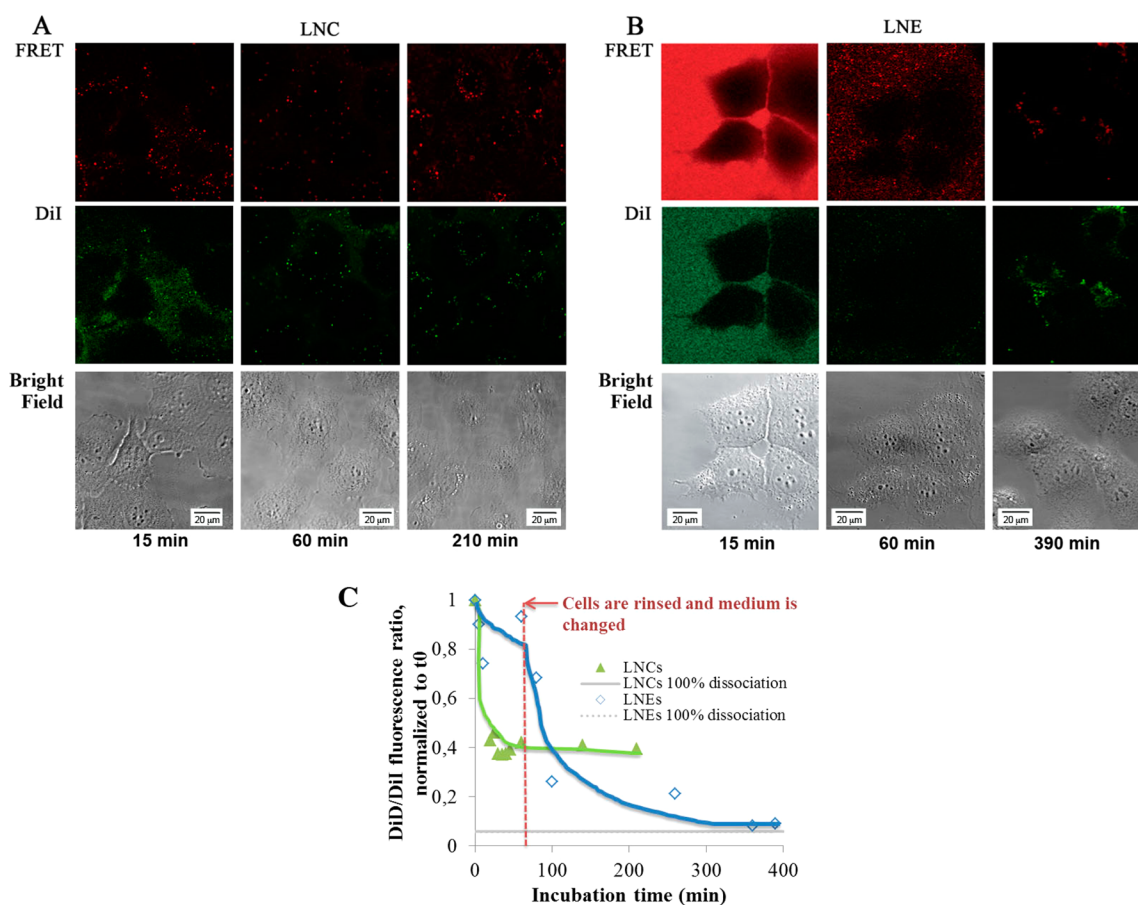 A
LNC
FRET
DiI
Bright
Field
20 µm
20 µm
20 µm
15 min
60 min
210 min
B
LNE
FRET
DiI
Bright
Field
20 µm
20 µm
20 µm
15 min
60 min
390 min
C
DiD/DiI fluorescence ratio,
normalized to t0
1
0,8
0,6
0,4
0,2
0
Cells are rinsed and medium is
changed
LNCs
LNCs 100% dissociation
LNEs
LNEs 100% dissociation
0
100
200
300
400
Incubation time (min)